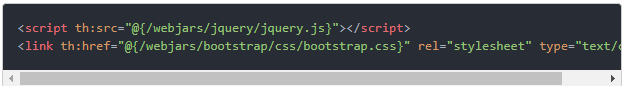 <script th:src="@{/webjars/jquery/jquery.js}"></script>
<link th:href="@{/webjars/bootstrap/css/bootstrap.css}" rel="stylesheet" type="text/